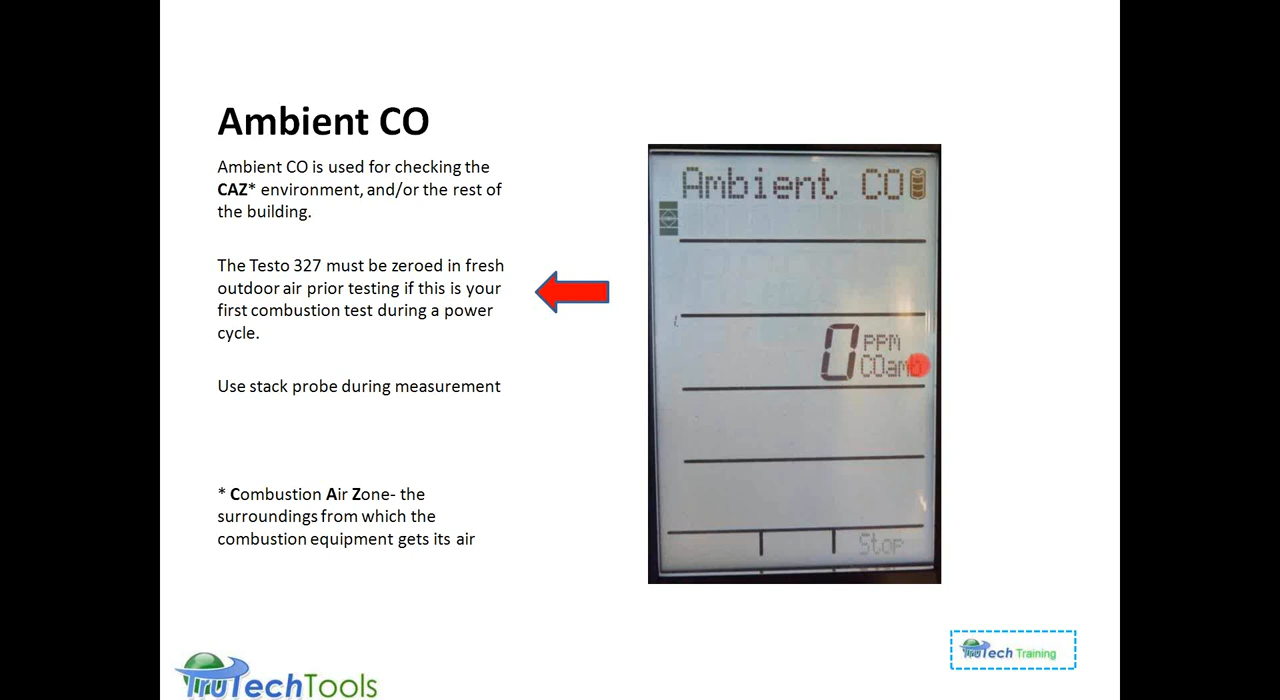 Ambient CO
Ambient CO is used for checking the
CAZ* environment, and/or the rest of
the building.
The Testo 327 must be zeroed in fresh
outdoor air prior testing if this is your
first combustion test during a power
cycle.
Use stack probe during measurement
* Combustion Air Zone- the
surroundings from which the
combustion equipment gets its air
Ambient CO
0 PPM
COamb
Stop
TruTechTools
TruTech Training